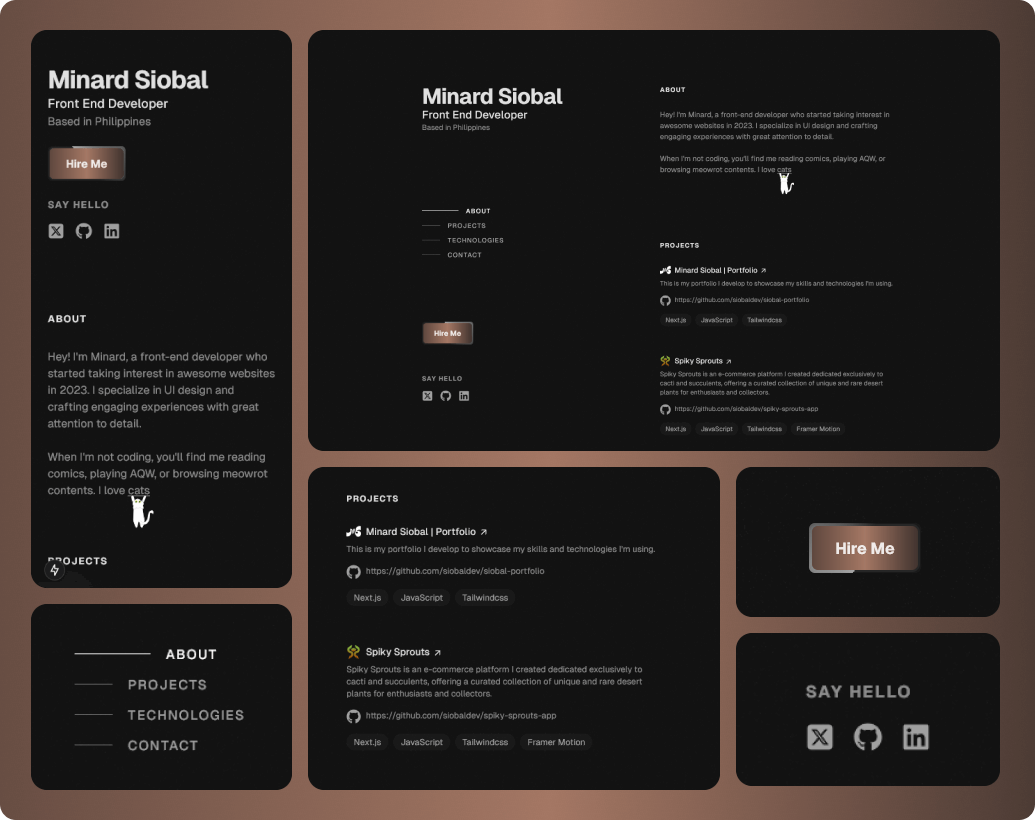 Minard Siobal
Front End Developer
Based in Philippines
Hire Me
SAY HELLO
ABOUT
Hey! I'm Minard, a front-end developer who
started taking interest in awesome websites
in 2023. I specialize in UI design and
crafting engaging experiences with great
attention to detail.
When I'm not coding, you'll find me reading
comics, playing AQW, or browsing meowrot
contents. I love cats
PROJECTS
Minard Siobal
Front End Developer
Based in Philippines
ABOUT
PROJECTS
TECHNOLOGIES
CONTACT
Hire Me
SAY HELLO
ABOUT
Hey! I'm Minard, a front-end developer who started taking interest in
awesome websites in 2023. I specialize in UI design and crafting
engaging experiences with great attention to detail.
When I'm not coding, you'll find me reading comics, playing AQW, or
browsing meowrot contents. I love cats
PROJECTS
Minard Siobal | Portfolio ↗
This is my portfolio I develop to showcase my skills and technologies I'm using.
https://github.com/siobaldev/siobal-portfolio
Next.js JavaScript Tailwindcss
Spiky Sprouts ↗
Spiky Sprouts is an e-commerce platform I created dedicated exclusively to
cacti and succulents, offering a curated collection of unique and rare desert
plants for enthusiasts and collectors.
https://github.com/siobaldev/spiky-sprouts-app
Next.js JavaScript Tailwindcss Framer Motion
ABOUT
PROJECTS
TECHNOLOGIES
CONTACT
PROJECTS
Minard Siobal | Portfolio ↗
This is my portfolio I develop to showcase my skills and technologies I'm using.
https://github.com/siobaldev/siobal-portfolio
Next.js JavaScript Tailwindcss
Spiky Sprouts ↗
Spiky Sprouts is an e-commerce platform I created dedicated exclusively to
cacti and succulents, offering a curated collection of unique and rare desert
plants for enthusiasts and collectors.
https://github.com/siobaldev/spiky-sprouts-app
Next.js JavaScript Tailwindcss Framer Motion
Hire Me
SAY HELLO